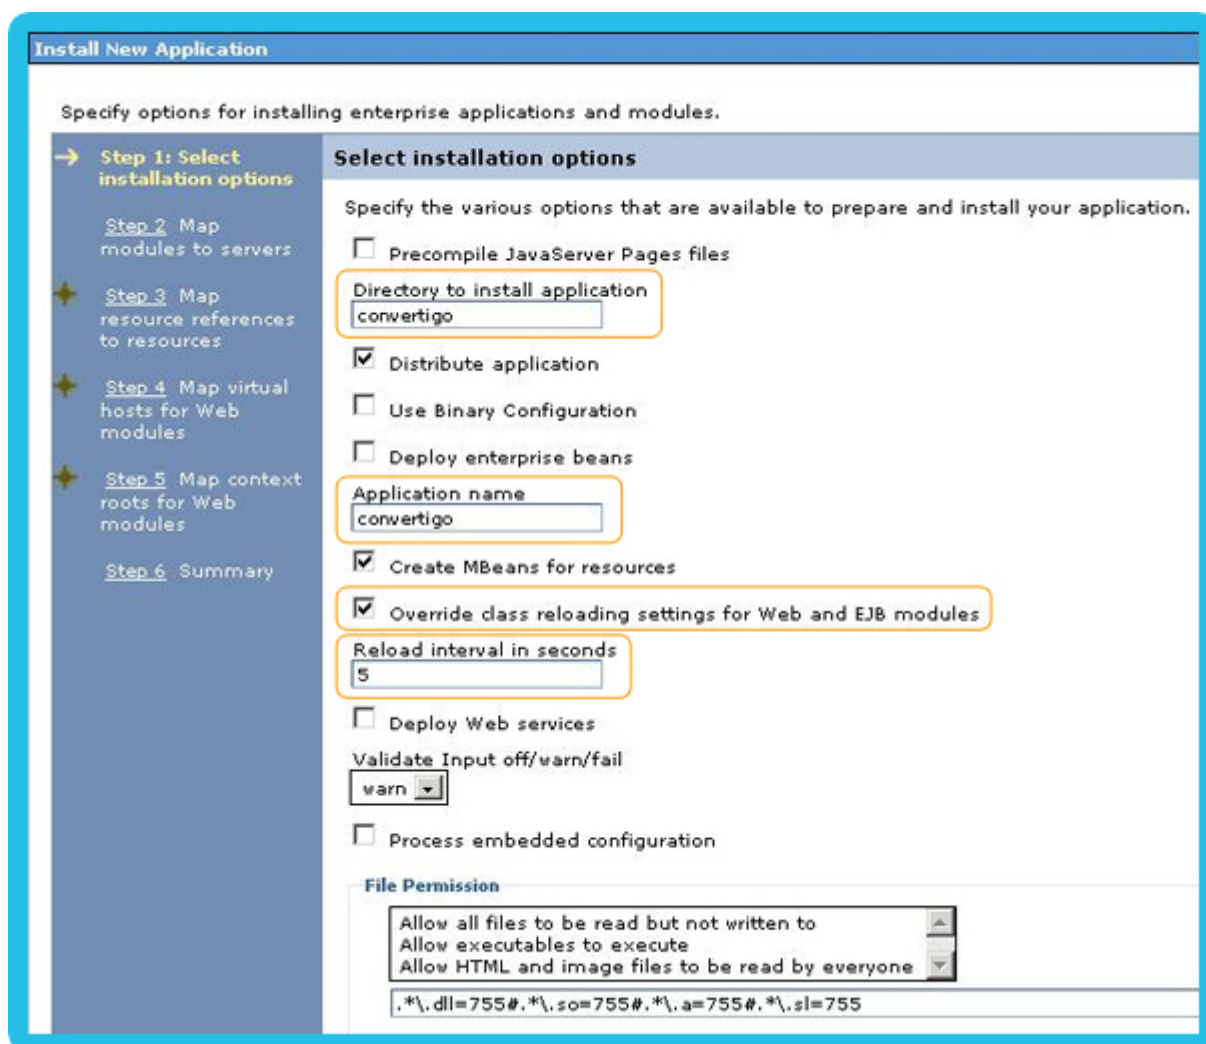 Install New Application
Specify options for installing enterprise applications and modules.
Step 1: Select
installation options
Step 2 Map
modules to servers
Step 3 Map
resource references
to resources
Step 4 Map virtual
hosts for Web
modules
Step 5 Map context
roots for Web
modules
Step 6 Summary
Select installation options
Specify the various options that are available to prepare and install your application.
Precompile JavaServer Pages files
Directory to install application
convertigo
Distribute application
Use Binary Configuration
Deploy enterprise beans
Application name
convertigo
Create MBeans for resources
Override class reloading settings for Web and EJB modules
Reload interval in seconds
5
Deploy Web services
Validate Input off/warn/fail
warn
Process embedded configuration
File Permission
Allow all files to be read but not written to
Allow executables to execute
Allow HTML and image files to be read by everyone
.*\.dll=755#.*\.so=755#.*\.a=755#.*\.sl=755